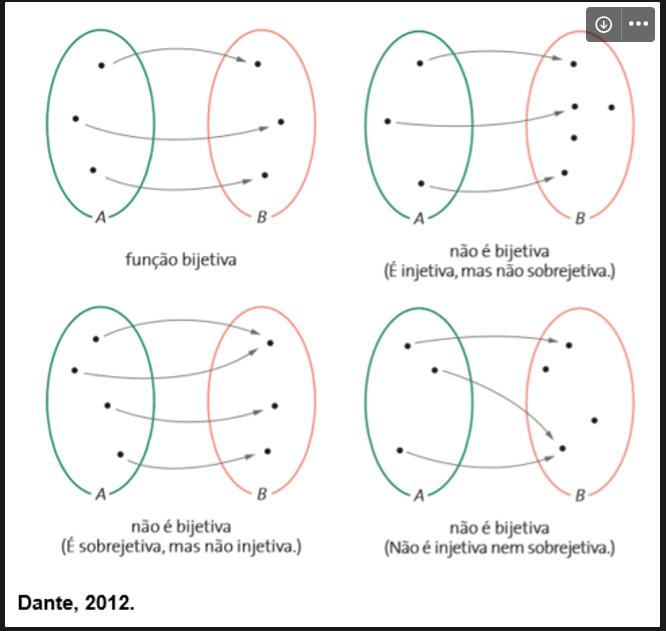 A
B
função bijetiva
A
B
não é bijetiva
(É injetiva, mas não sobrejetiva.)
A
B
não é bijetiva
(É sobrejetiva, mas não injetiva.)
A
B
não é bijetiva
(Não é injetiva nem sobrejetiva.)
Dante, 2012.